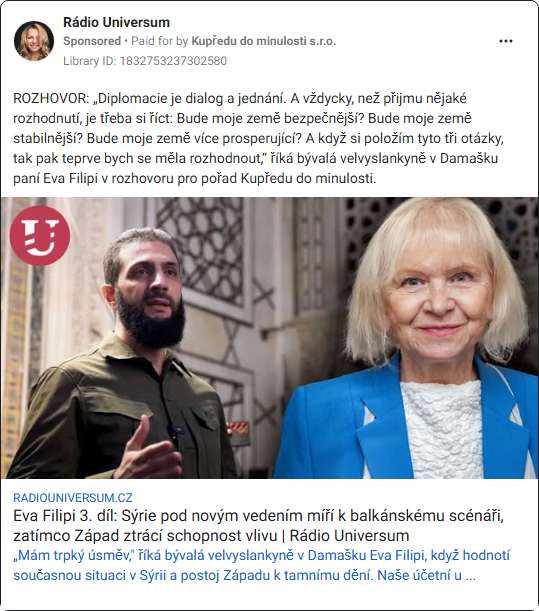 Rádio Universum
Sponsored • Paid for by Kupředu do minulosti s.r.o.
Library ID: 1832753237302580
ROZHOVOR: „Diplomacie je dialog a jednání. A vždycky, než přijmu nějaké
rozhodnutí, je třeba si říct: Bude moje země bezpečnější? Bude moje země
stabilnější? Bude moje země více prosperující? A když si položím tyto tři otázky,
tak pak teprve bych se měla rozhodnout,“ říká bývalá velvyslankyně v Damašku
paní Eva Filipi v rozhovoru pro pořad Kupředu do minulosti.
U
RADIOUNIVERSUM.CZ
Eva Filipi 3. díl: Sýrie pod novým vedením míří k balkánskému scénáři,
zatímco Západ ztrácí schopnost vlivu | Rádio Universum
„Mám trpký úsměv," říká bývalá velvyslankyně v Damašku Eva Filipi, když hodnotí
současnou situaci v Sýrii a postoj Západu k tamnímu dění. Naše účetní u ...